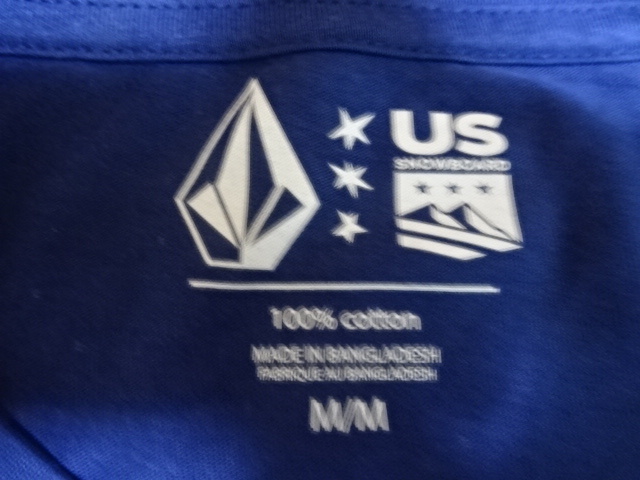 US
SNOWBOARD
100% cotton
MADE IN BANGLADESH
FABRIQUE AU BANGLADESH
M/M